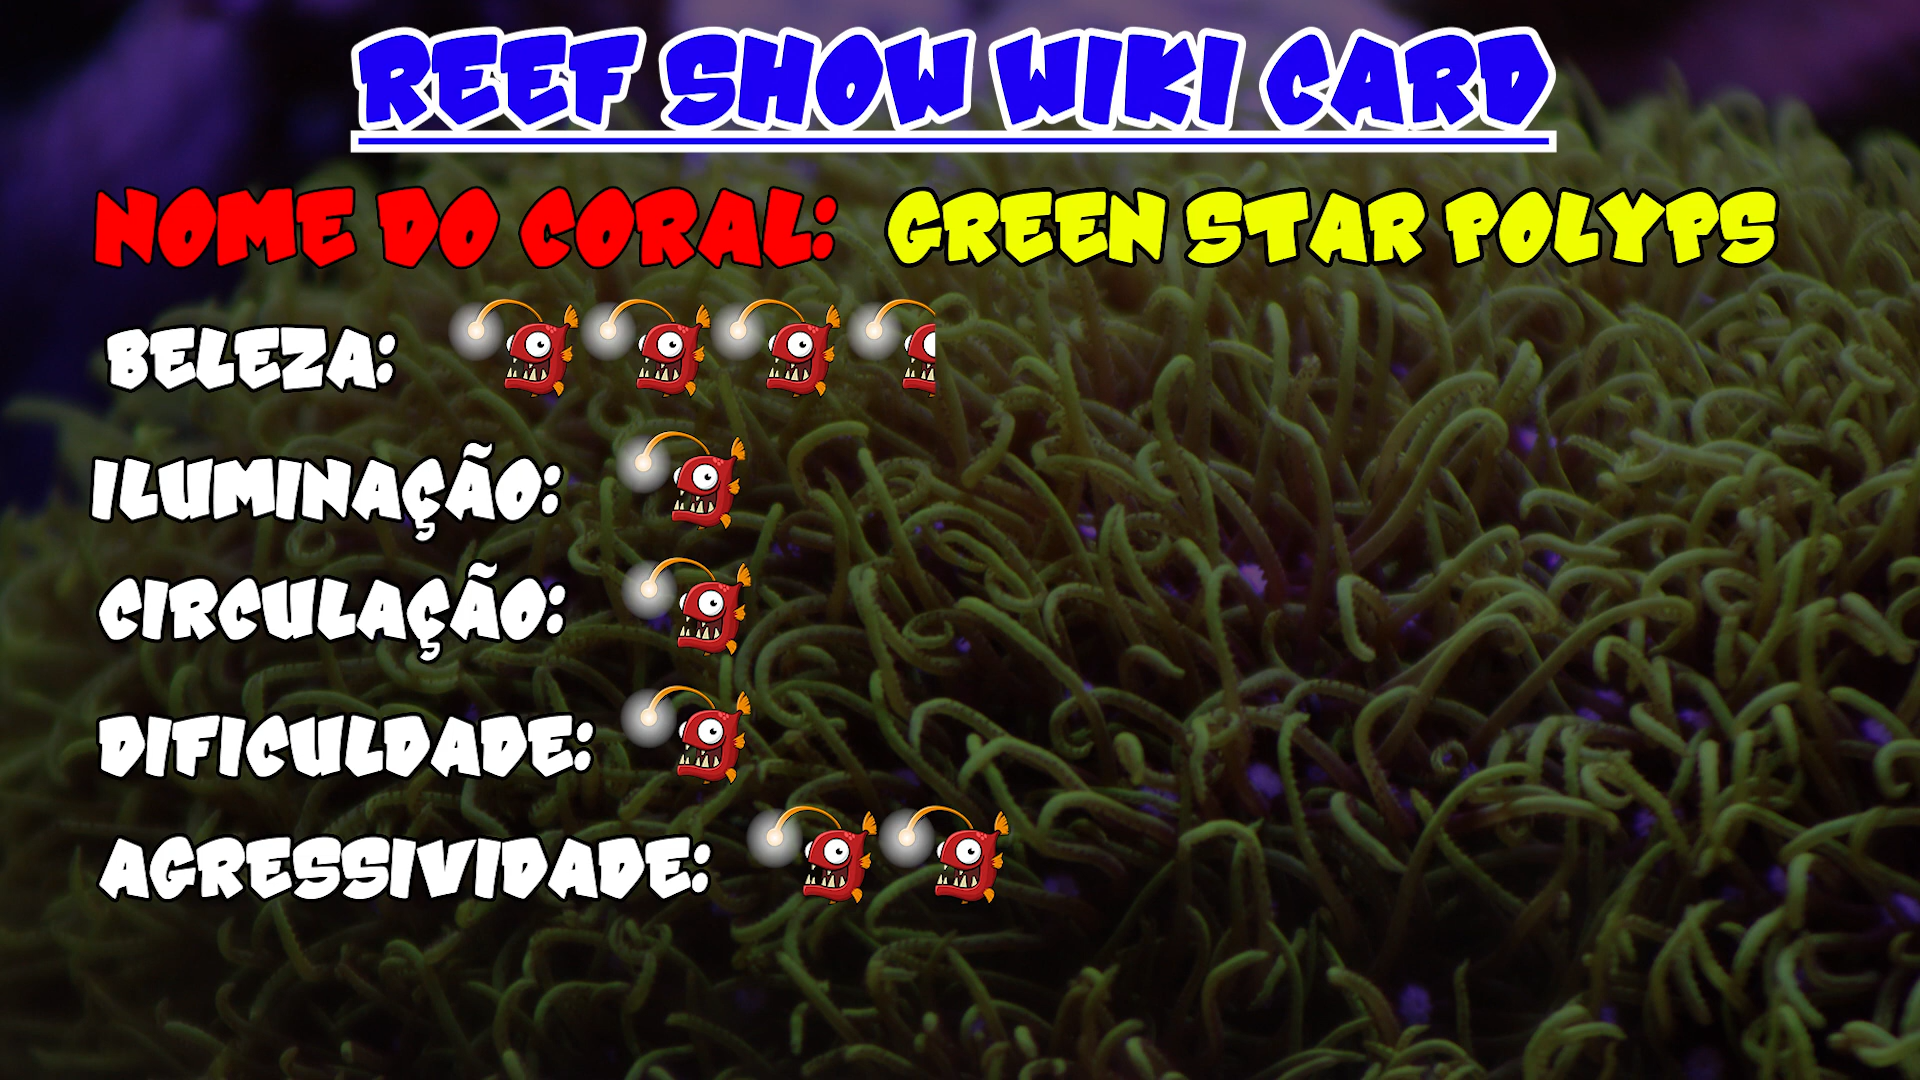 REEF SHOW WIKI CARD
NOME DO CORAL: GREEN STAR POLYPS
BELEZA:
ILUMINAÇÃO:
CIRCULAÇÃO:
DIFICULDADE:
AGRESSIVIDADE: